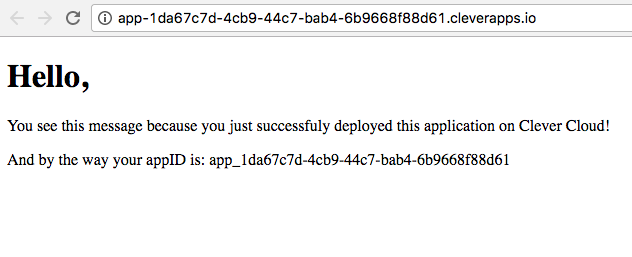 app-1da67c7d-4cb9-44c7-bab4-6b9668f88d61.cleverapps.io
Hello,
You see this message because you just successfuly deployed this application on Clever Cloud!
And by the way your appID is: app_1da67c7d-4cb9-44c7-bab4-6b9668f88d61